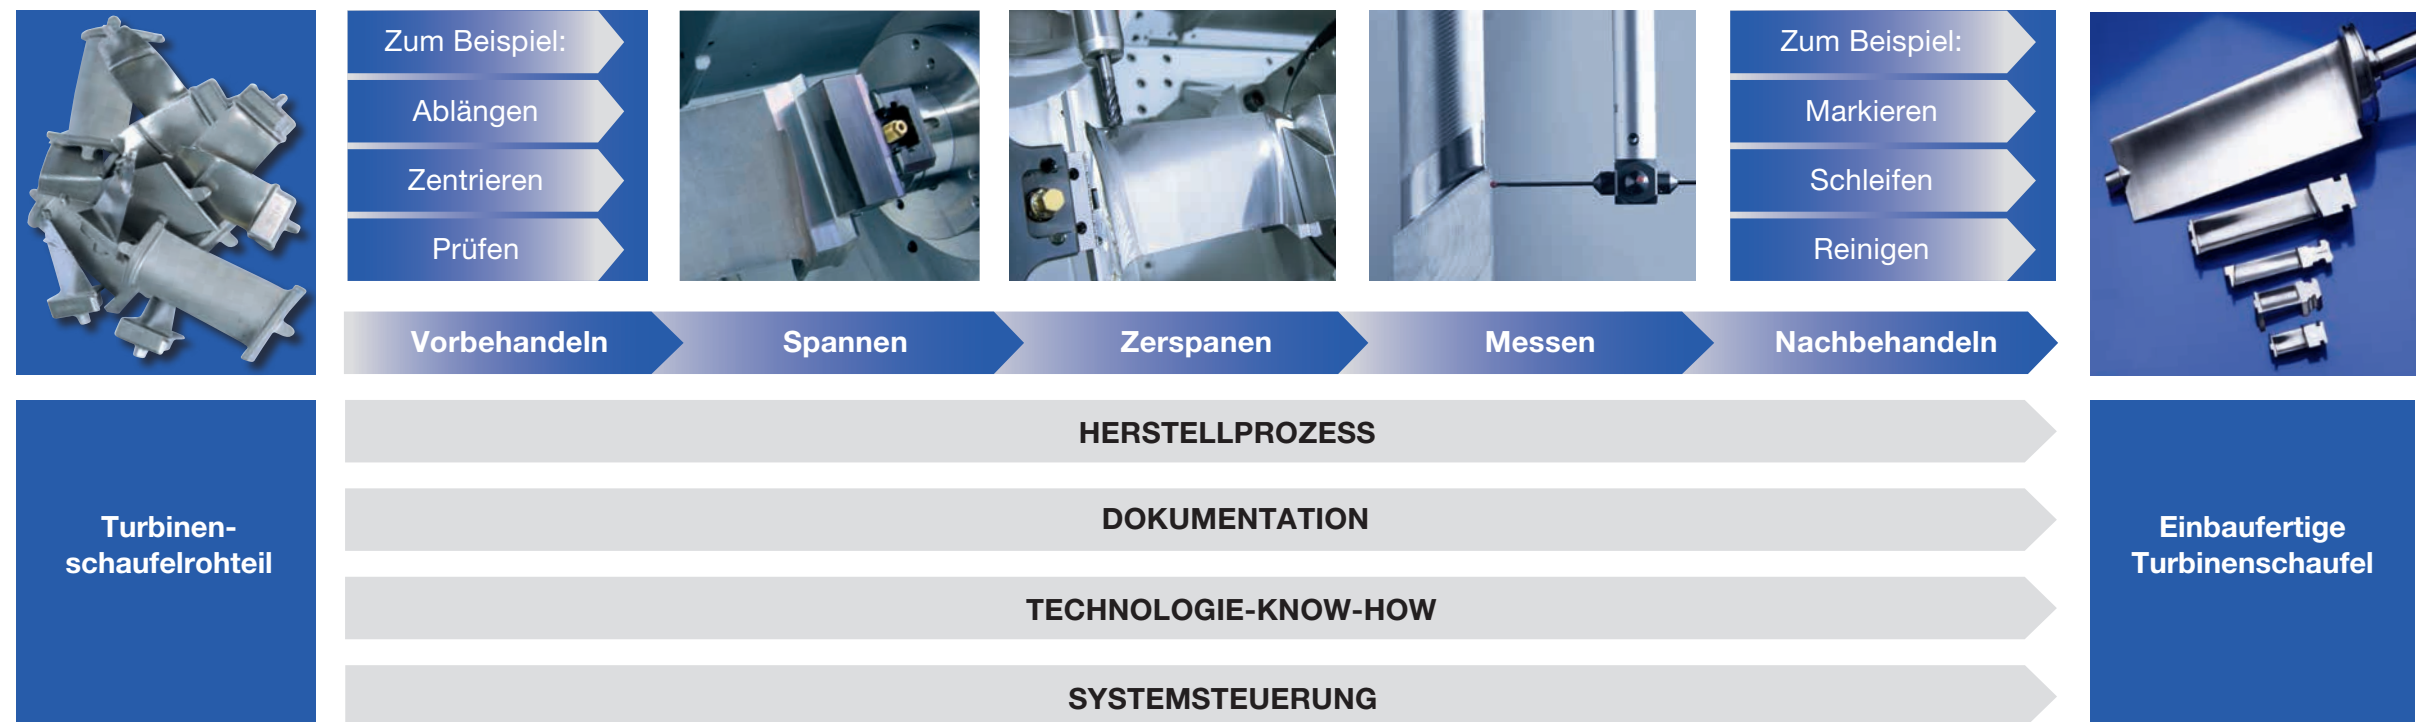 Zum Beispiel:
Ablängen
Zentrieren
Prüfen
Zum Beispiel:
Markieren
Schleifen
Reinigen
Vorbehandeln
Spannen
Zerspanen
Messen
Nachbehandeln
Turbinen-
schaufelrohteil
HERSTELLPROZESS
DOKUMENTATION
TECHNOLOGIE-KNOW-HOW
SYSTEMSTEUERUNG
Einbaufertige
Turbinenschaufel